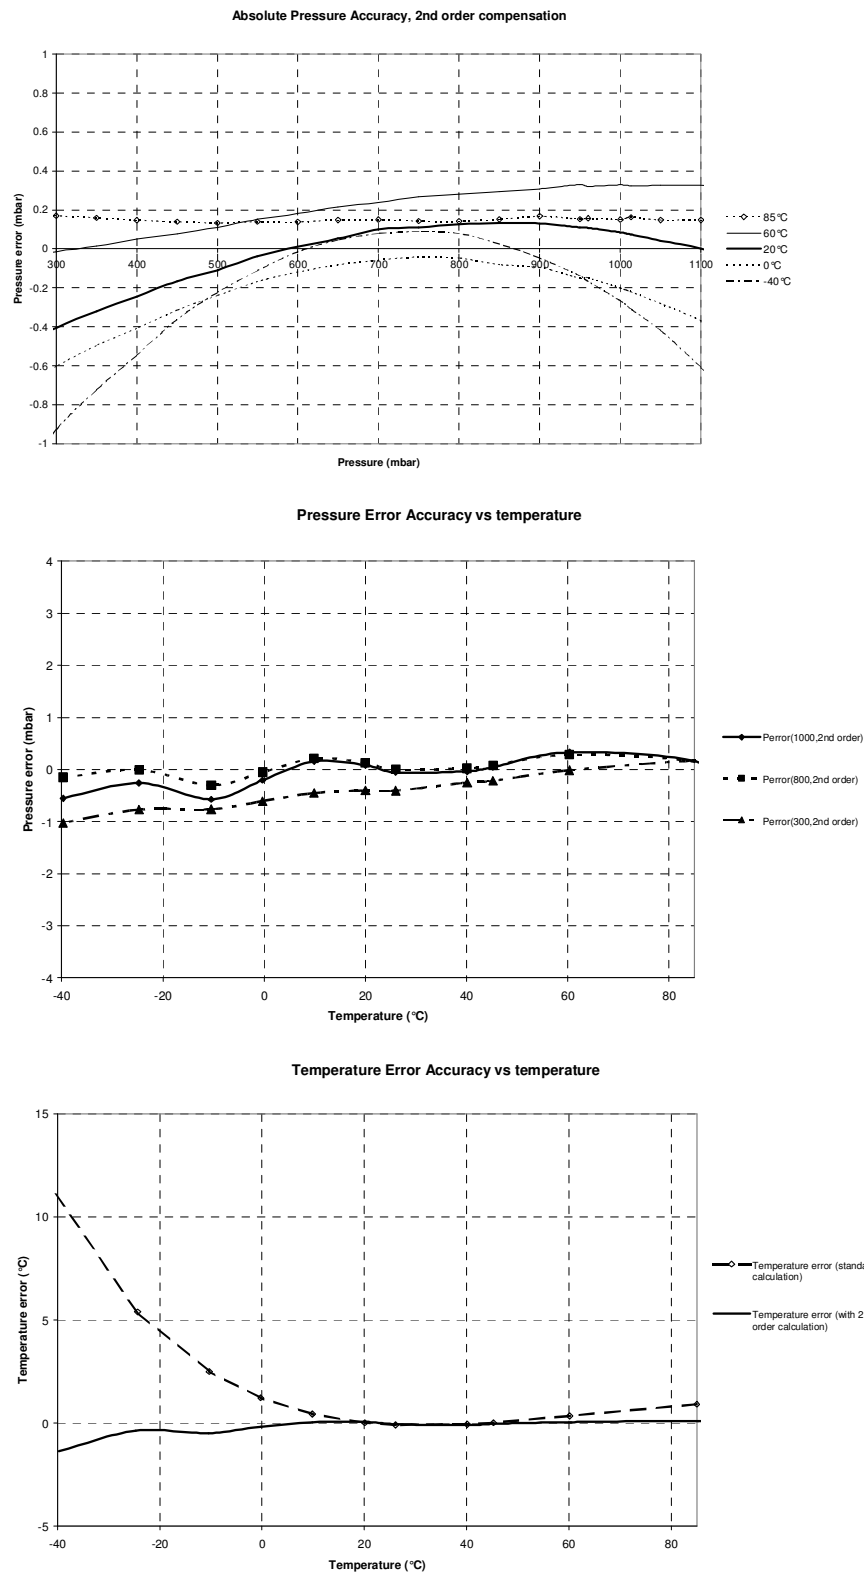 Absolute Pressure Accuracy, 2nd order compensation
1
0.8
0.6
0.4
0.2
0
-0.2
-0.4
-0.6
-0.8
-1
300 400 500 600 700 800 900 1000 1100
Pressure error (mbar)
Pressure (mbar)
85°C
60°C
20°C
0°C
-40°C
Pressure Error Accuracy vs temperature
4
3
2
1
0
-1
-2
-3
-4
-40 -20 0 20 40 60 80
Pressure error (mbar)
Temperature (°C)
Perror(1000,2nd order)
Perror(800,2nd order)
Perror(300,2nd order)
Temperature Error Accuracy vs temperature
15
10
5
0
-5
-40 -20 0 20 40 60 80
Temperature error (°C)
Temperature (°C)
Temperature error (standa
calculation)
Temperature error (with 2
order calculation)